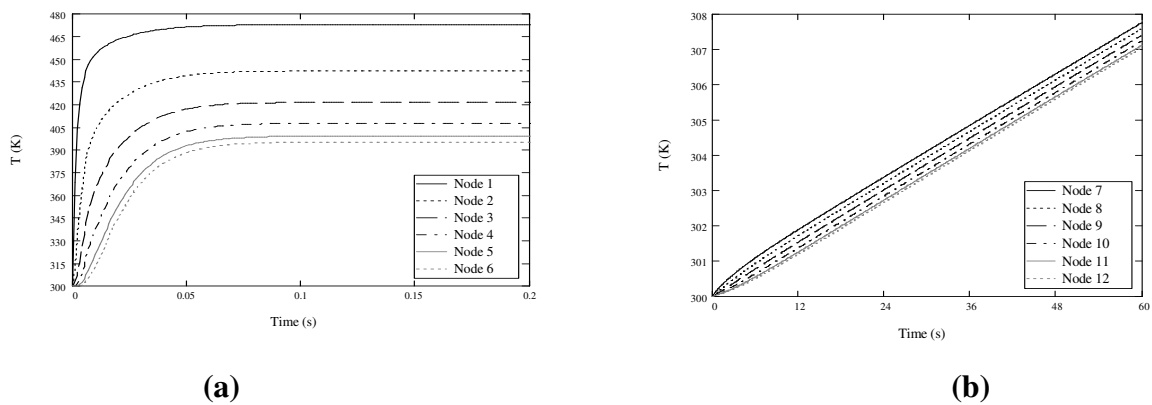 480
465
450
435
420
405
390
375
360
345
330
315
300
T (K)
0
0.05
0.1
0.15
0.2
Time (s)
Node 1
Node 2
Node 3
Node 4
Node 5
Node 6
(a)
308
307
306
305
304
303
302
301
300
T (K)
0
12
24
36
48
60
Time (s)
Node 7
Node 8
Node 9
Node 10
Node 11
Node 12
(b)